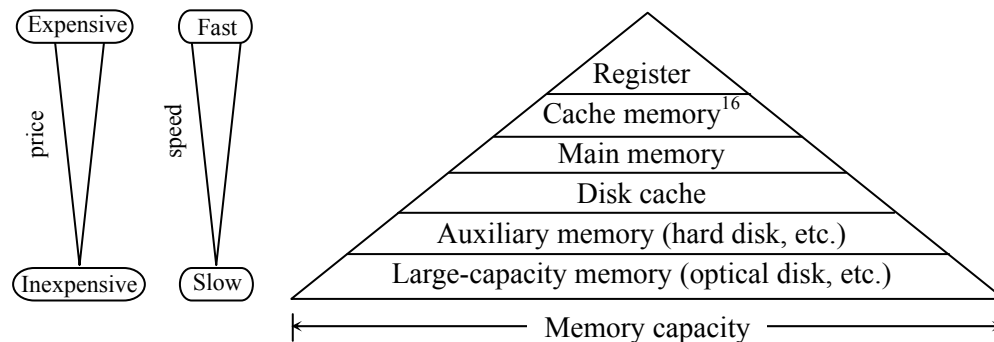 Expensive
Fast
price
speed
Inexpensive
Slow
Register
Cache memory16
Main memory
Disk cache
Auxiliary memory (hard disk, etc.)
Large-capacity memory (optical disk, etc.)
Memory capacity